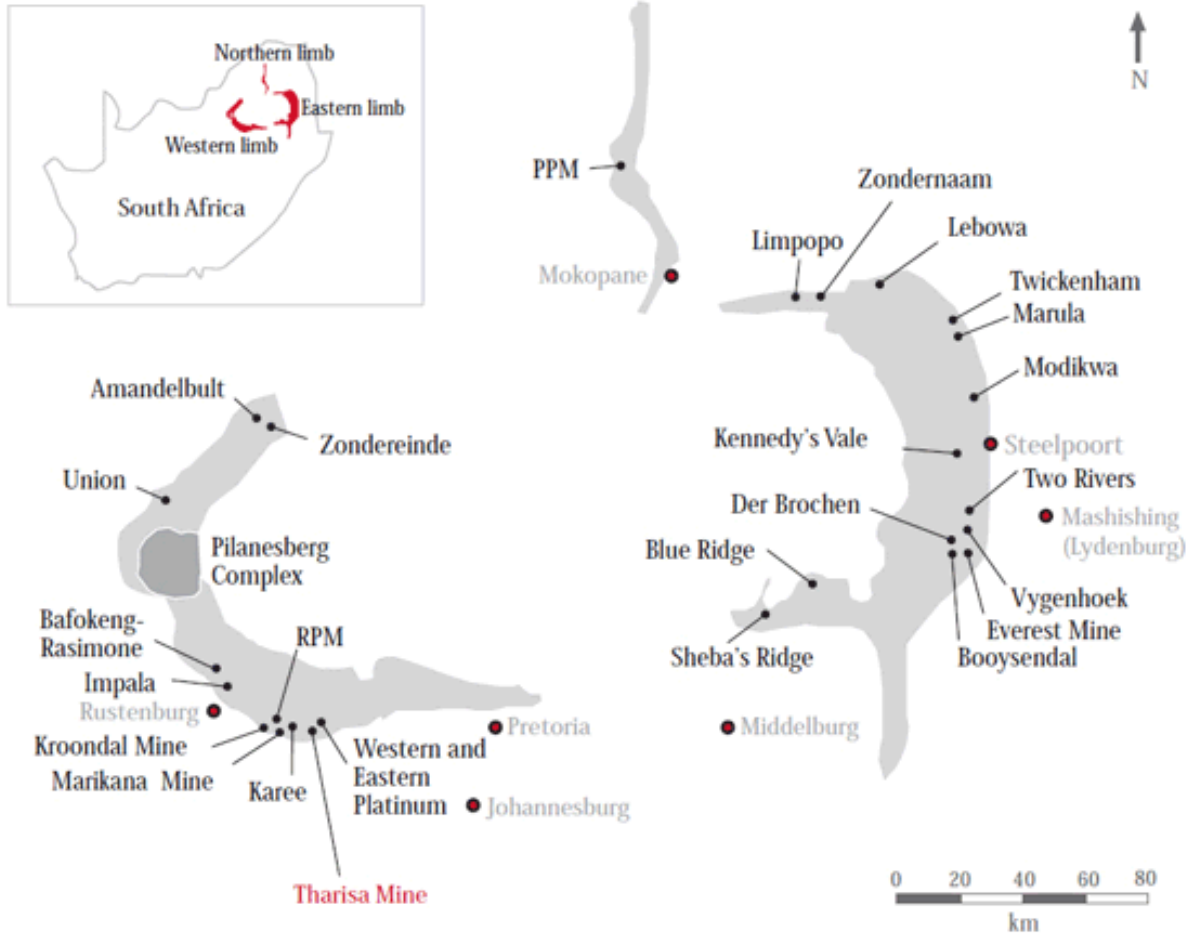 Northern limb
Eastern limb
Western limb
South Africa
N
PPM
Mokopane
Zondernaam
Limpopo
Lebowa
Twickenham
Marula
Modikwa
Kennedy's Vale
Steelpoort
Two Rivers
Der Brochen
Mashishing
(Lydenburg)
Blue Ridge
Vygenhoek
Everest Mine
Booysendal
Sheba's Ridge
Middelburg
Amandelbult
Zondereinde
Union
Pilanesberg
Complex
Bafokeng-
Rasimone
RPM
Impala
Rustenburg
Kroondal Mine
Marikana Mine
Karee
Western and
Eastern
Platinum
Pretoria
Johannesburg
Tharisa Mine
0 20 40 60 80
km